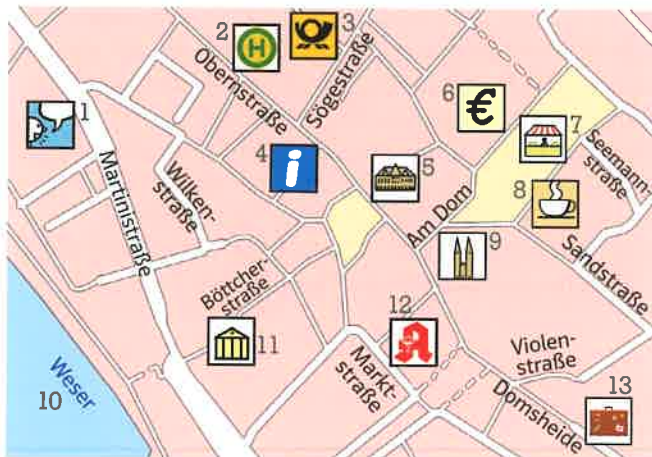 2
H
3
Obernstraße
Sögestraße
1
6
€
7
Seemann-
straße
4
i
5
8
Wilken-
straße
Martinistraße
Am Dom
9
Sandstraße
Böttcher-
straße
12
A
11
Markt-
straße
Violen-
straße
Weser
10
Domsheide
13